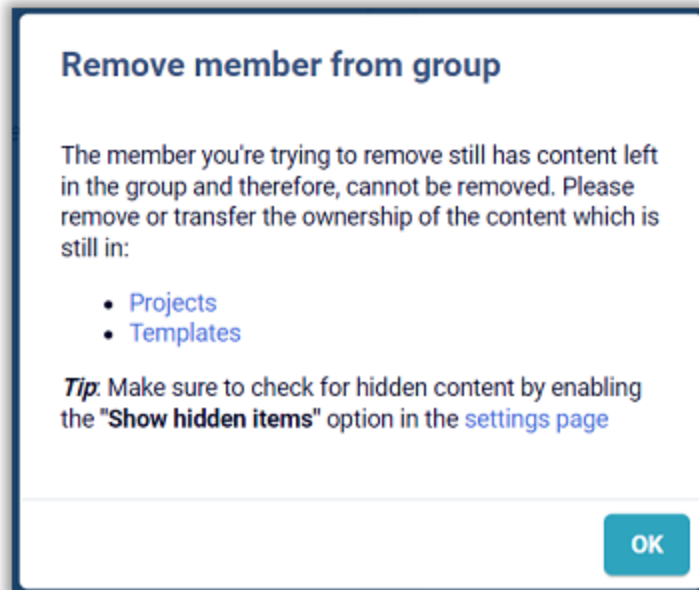 Remove member from group
The member you're trying to remove still has content left
in the group and therefore, cannot be removed. Please
remove or transfer the ownership of the content which is
still in:
• Projects
• Templates
Tip: Make sure to check for hidden content by enabling
the "Show hidden items" option in the settings page
OK